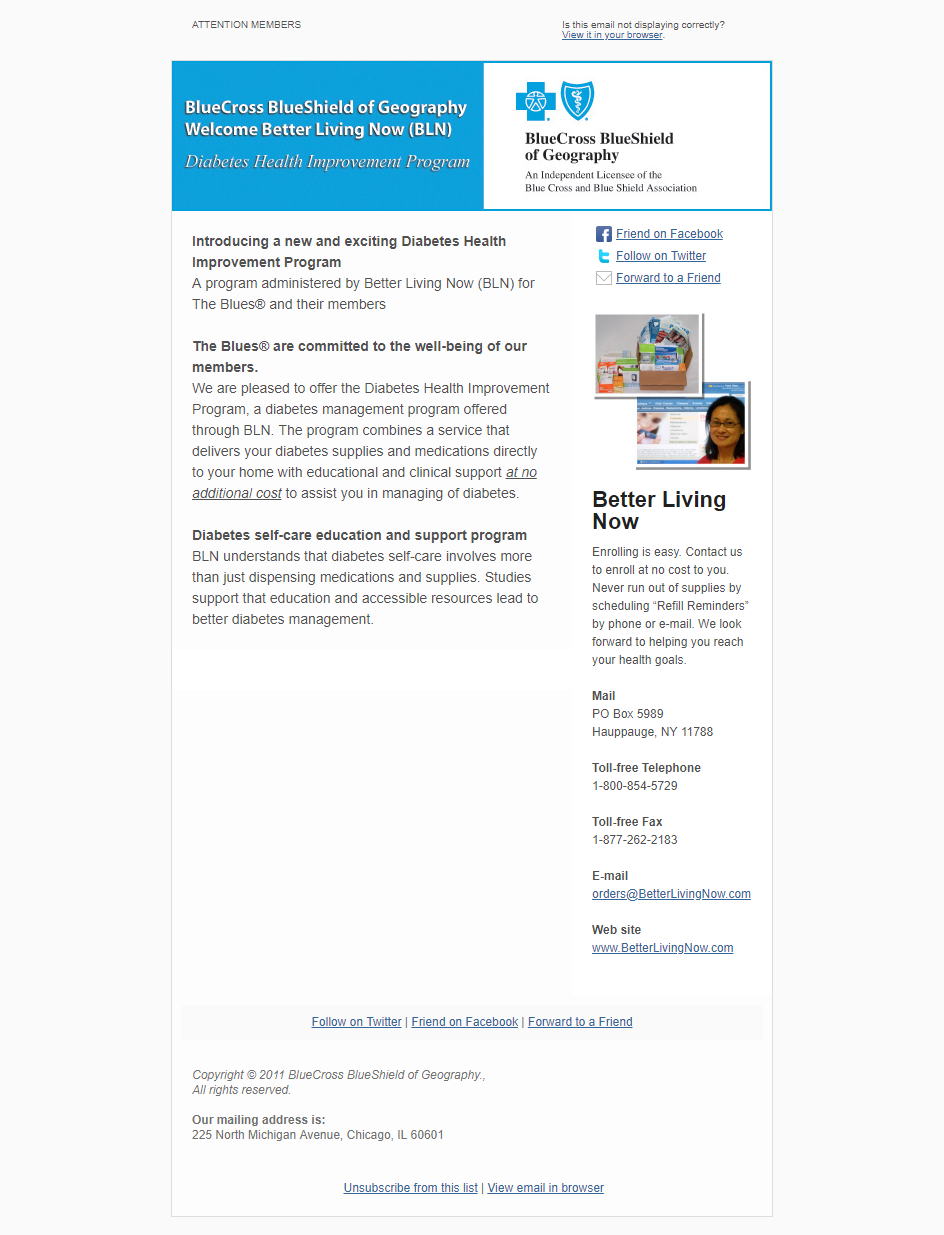 ATTENTION MEMBERS
Is this email not displaying correctly?
View it in your browser.
BlueCross BlueShield of Geography
Welcome Better Living Now (BLN)
Diabetes Health Improvement Program
BlueCross BlueShield
of Geography
An Independent Licensee of the
Blue Cross and Blue Shield Association
Introducing a new and exciting Diabetes Health
Improvement Program
A program administered by Better Living Now (BLN) for
The Blues® and their members
The Blues® are committed to the well-being of our
members.
We are pleased to offer the Diabetes Health Improvement
Program, a diabetes management program offered
through BLN. The program combines a service that
delivers your diabetes supplies and medications directly
to your home with educational and clinical support at no
additional cost to assist you in managing of diabetes.
Diabetes self-care education and support program
BLN understands that diabetes self-care involves more
than just dispensing medications and supplies. Studies
support that education and accessible resources lead to
better diabetes management.
Friend on Facebook
Follow on Twitter
Forward to a Friend
Better Living
Now
Enrolling is easy. Contact us
to enroll at no cost to you.
Never run out of supplies by
scheduling “Refill Reminders”
by phone or e-mail. We look
forward to helping you reach
your health goals.
Mail
PO Box 5989
Hauppauge, NY 11788
Toll-free Telephone
1-800-854-5729
Toll-free Fax
1-877-262-2183
E-mail
orders@BetterLivingNow.com
Web site
www.BetterLivingNow.com
Follow on Twitter | Friend on Facebook | Forward to a Friend
Copyright © 2011 BlueCross BlueShield of Geography.,
All rights reserved.
Our mailing address is:
225 North Michigan Avenue, Chicago, IL 60601
Unsubscribe from this list | View email in browser